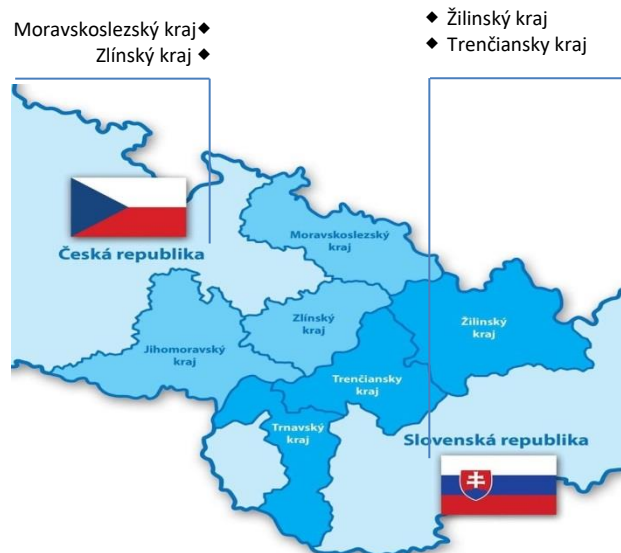 Moravskoslezský kraj◆
Zlínský kraj ◆
◆ Žilinský kraj
◆ Trenčiansky kraj
Moravskoslezský
kraj
Česká republika
Zlínský
kraj
Žilinský
kraj
Jihomoravský
kraj
Trenčiansky
kraj
Trnavský
kraj
Slovenská republika